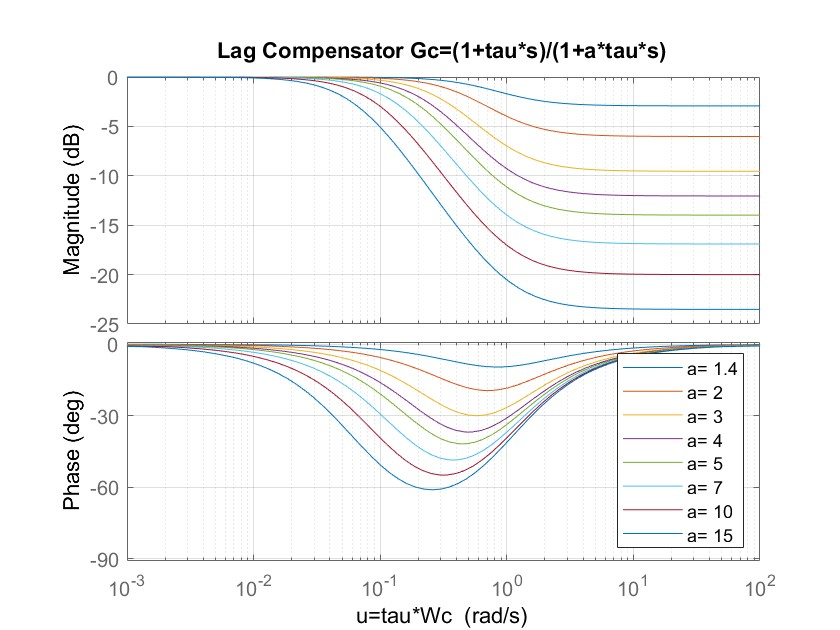 Lag Compensator Gc=(1+tau*s)/(1+a*tau*s)
Magnitude (dB)
0
-5
-10
-15
-20
-25
Phase (deg)
0
-30
-60
-90
a= 1.4
a= 2
a= 3
a= 4
a= 5
a= 7
a= 10
a= 15
10^-3 10^-2 10^-1 10^0 10^1 10^2
u=tau*Wc (rad/s)